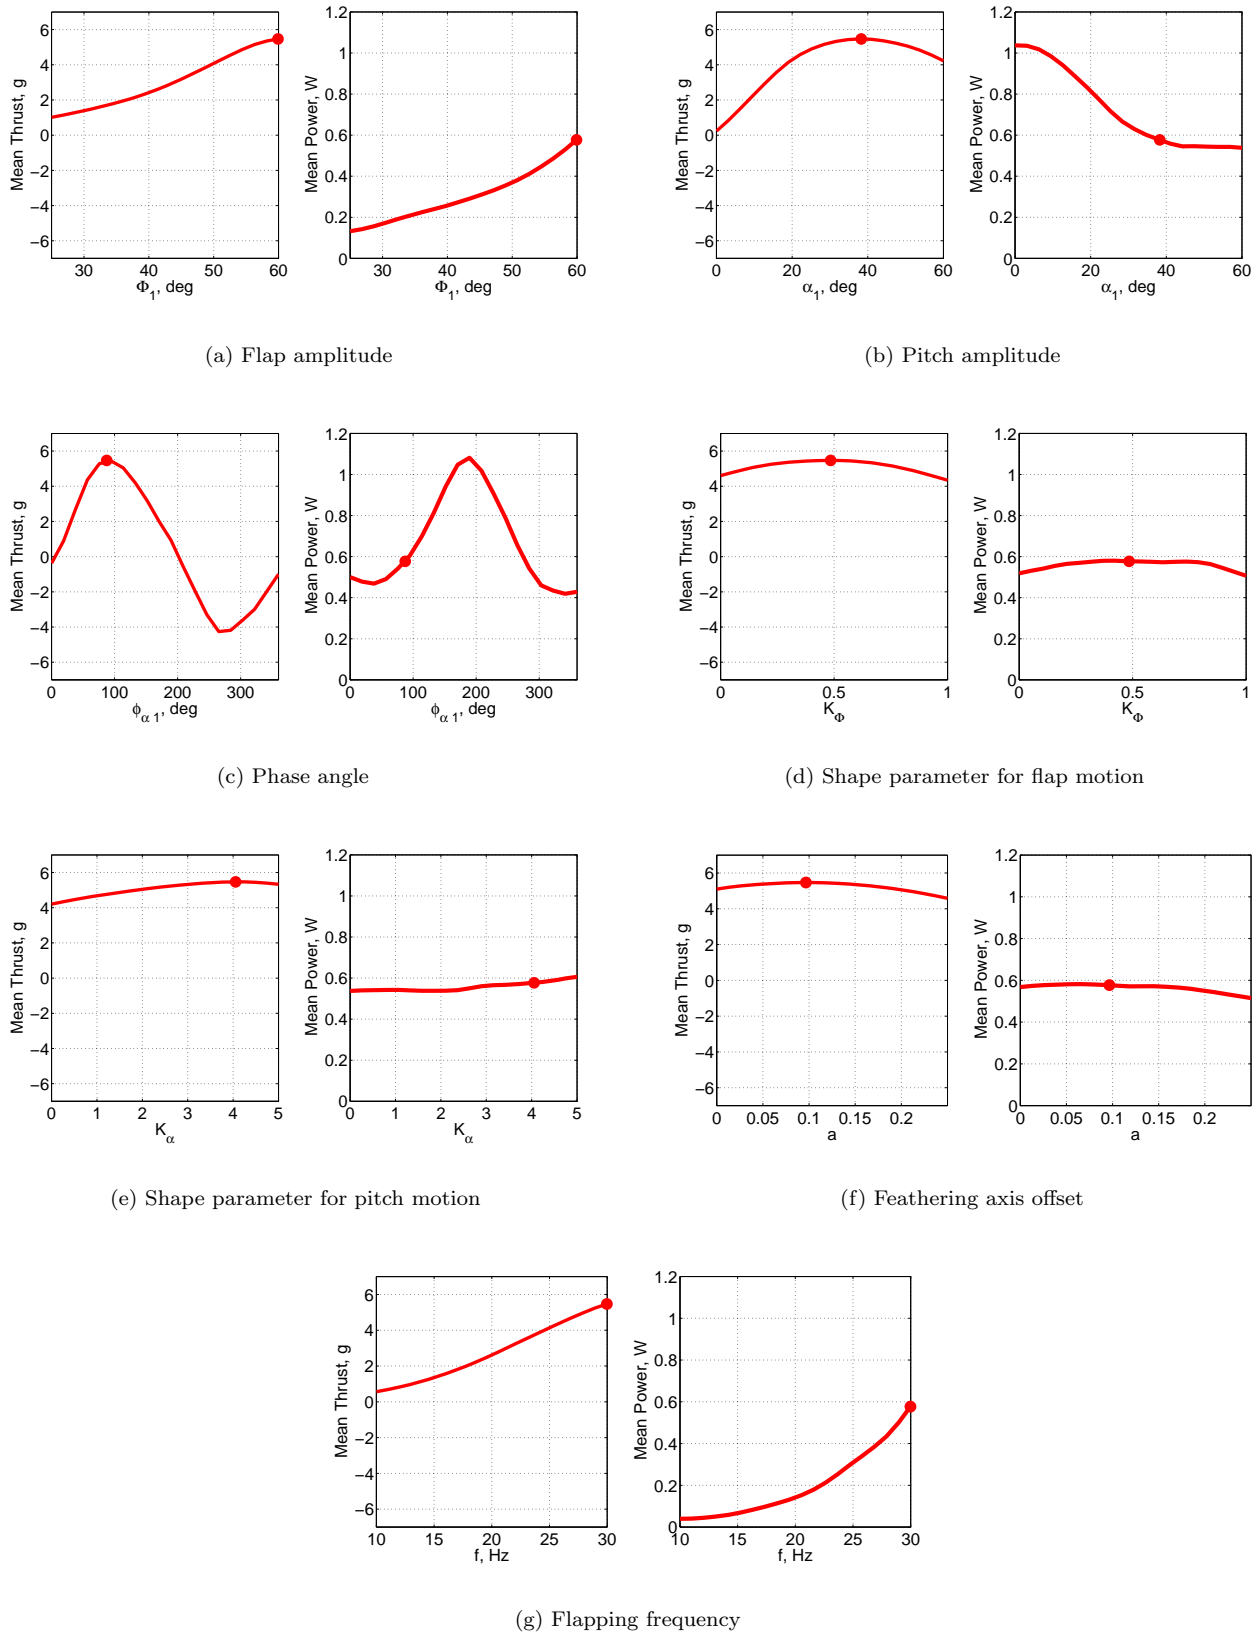 6
4
2
0
−2
−4
−6
Mean Thrust, g
30 40 50 60
Φ1, deg
1.2
1
0.8
0.6
0.4
0.2
0
Mean Power, W
30 40 50 60
Φ1, deg
(a) Flap amplitude
6
4
2
0
−2
−4
−6
Mean Thrust, g
0 20 40 60
α1, deg
1.2
1
0.8
0.6
0.4
0.2
0
Mean Power, W
0 20 40 60
α1, deg
(b) Pitch amplitude
6
4
2
0
−2
−4
−6
Mean Thrust, g
0 100 200 300
ϕα 1, deg
1.2
1
0.8
0.6
0.4
0.2
0
Mean Power, W
0 100 200 300
ϕα 1, deg
(c) Phase angle
6
4
2
0
−2
−4
−6
Mean Thrust, g
0 0.5 1
KΦ
1.2
1
0.8
0.6
0.4
0.2
0
Mean Power, W
0 0.5 1
KΦ
(d) Shape parameter for flap motion
6
4
2
0
−2
−4
−6
Mean Thrust, g
0 1 2 3 4 5
Kα
1.2
1
0.8
0.6
0.4
0.2
0
Mean Power, W
0 1 2 3 4 5
Kα
(e) Shape parameter for pitch motion
6
4
2
0
−2
−4
−6
Mean Thrust, g
0 0.05 0.1 0.15 0.2
a
1.2
1
0.8
0.6
0.4
0.2
0
Mean Power, W
0 0.05 0.1 0.15 0.2
a
(f) Feathering axis offset
6
4
2
0
−2
−4
−6
Mean Thrust, g
10 15 20 25 30
f, Hz
1.2
1
0.8
0.6
0.4
0.2
0
Mean Power, W
10 15 20 25 30
f, Hz
(g) Flapping frequency